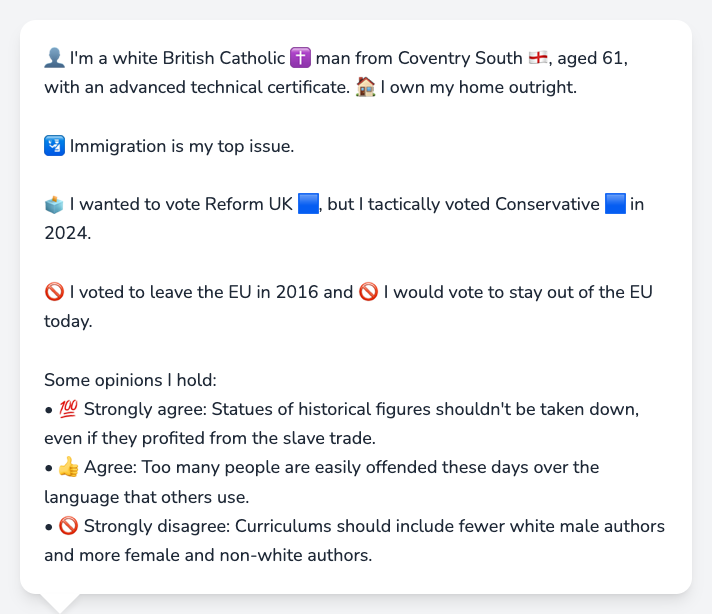 👤 I'm a white British Catholic ✝️ man from Coventry South 🏴󠁧󠁢󠁥󠁮󠁧󠁿, aged 61,
with an advanced technical certificate. 🏠 I own my home outright.
🛂 Immigration is my top issue.
🗳️ I wanted to vote Reform UK 🟦, but I tactically voted Conservative 🟦 in
2024.
🚫 I voted to leave the EU in 2016 and 🚫 I would vote to stay out of the EU
today.
Some opinions I hold:
• 💯 Strongly agree: Statues of historical figures shouldn't be taken down,
even if they profited from the slave trade.
• 👍 Agree: Too many people are easily offended these days over the
language that others use.
• 🚫 Strongly disagree: Curriculums should include fewer white male authors
and more female and non-white authors.